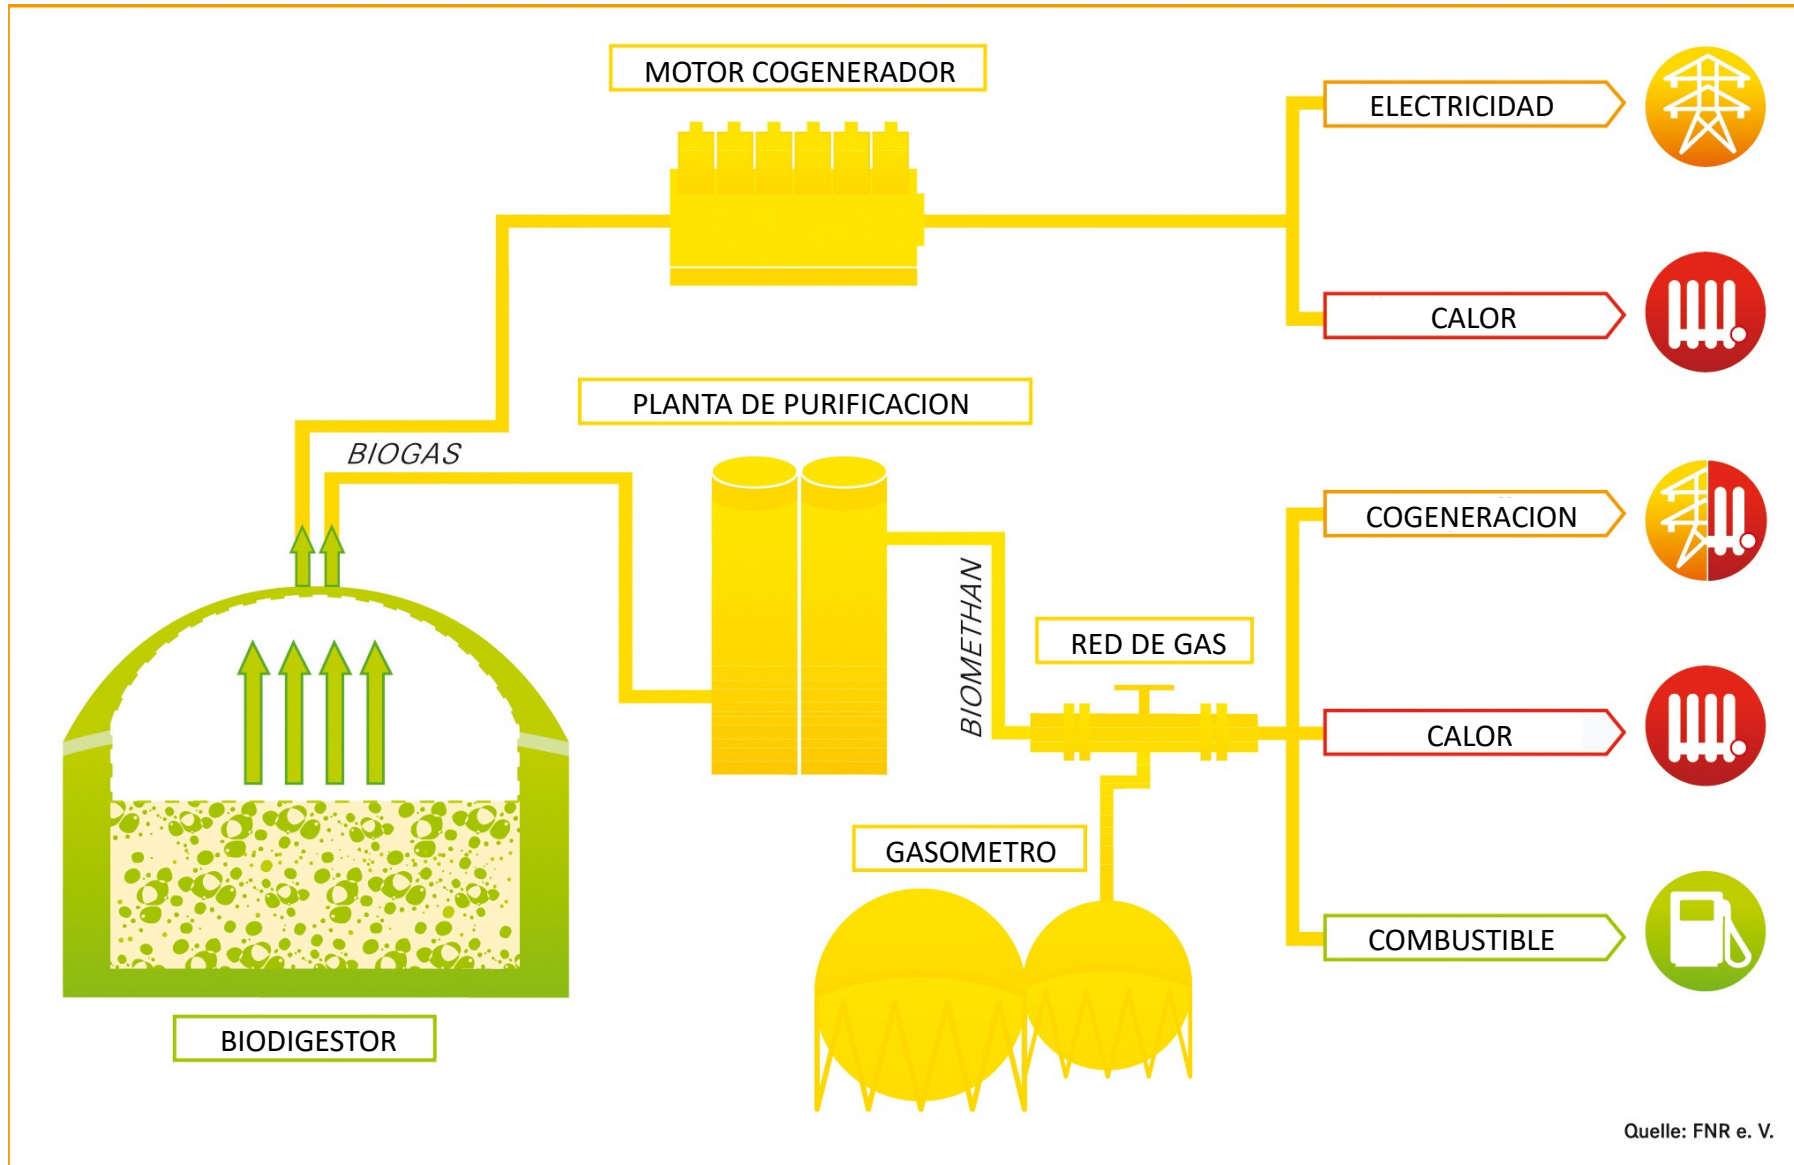 MOTOR COGENERADOR
ELECTRICIDAD
CALOR
PLANTA DE PURIFICACION
BIOGAS
COGENERACION
BIOMETHAN
RED DE GAS
CALOR
GASOMETRO
COMBUSTIBLE
BIODIGESTOR
Quelle: FNR e. V.